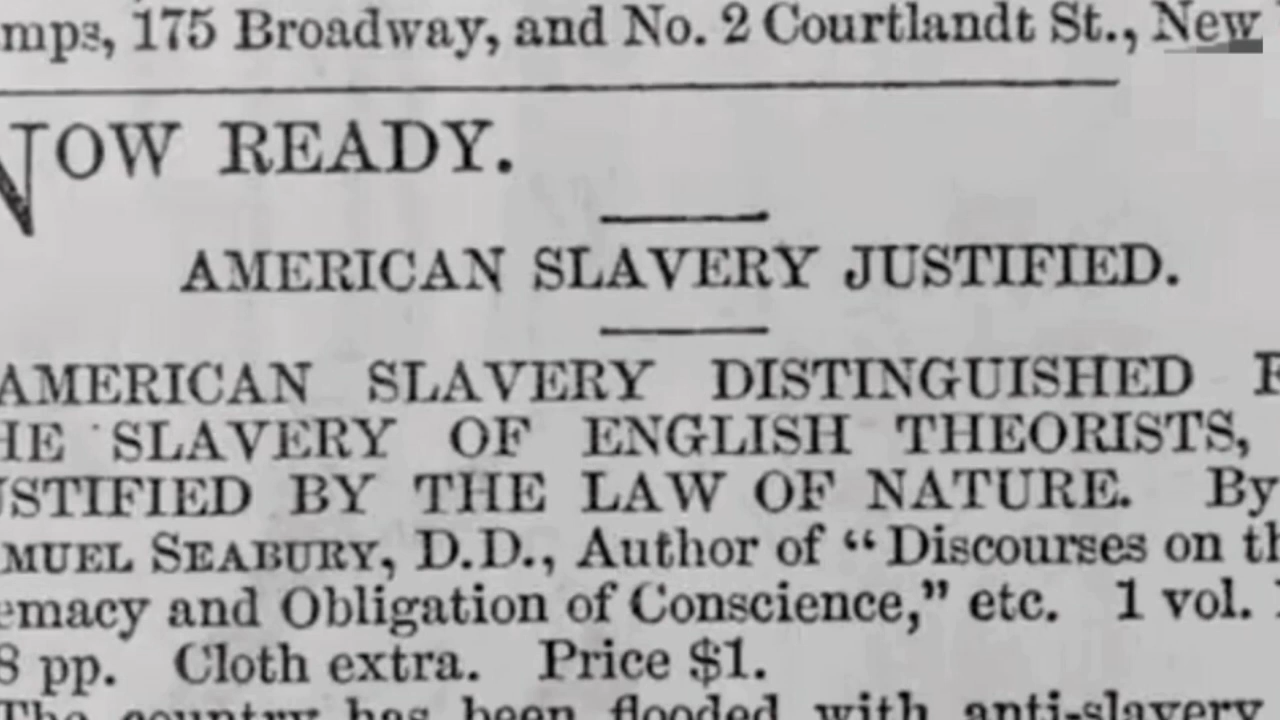 mps, 175 Broadway, and No. 2 Courtlandt St., New
NOW READY.
AMERICAN SLAVERY JUSTIFIED.
AMERICAN SLAVERY DISTINGUISHED F
HE SLAVERY OF ENGLISH THEORISTS,
USTIFIED BY THE LAW OF NATURE. By
MUEL SEABURY, D.D., Author of “Discourses on th
emacy and Obligation of Conscience,” etc. 1 vol.
8 pp. Cloth extra. Price $1.
The country has been flooded with anti-slavery